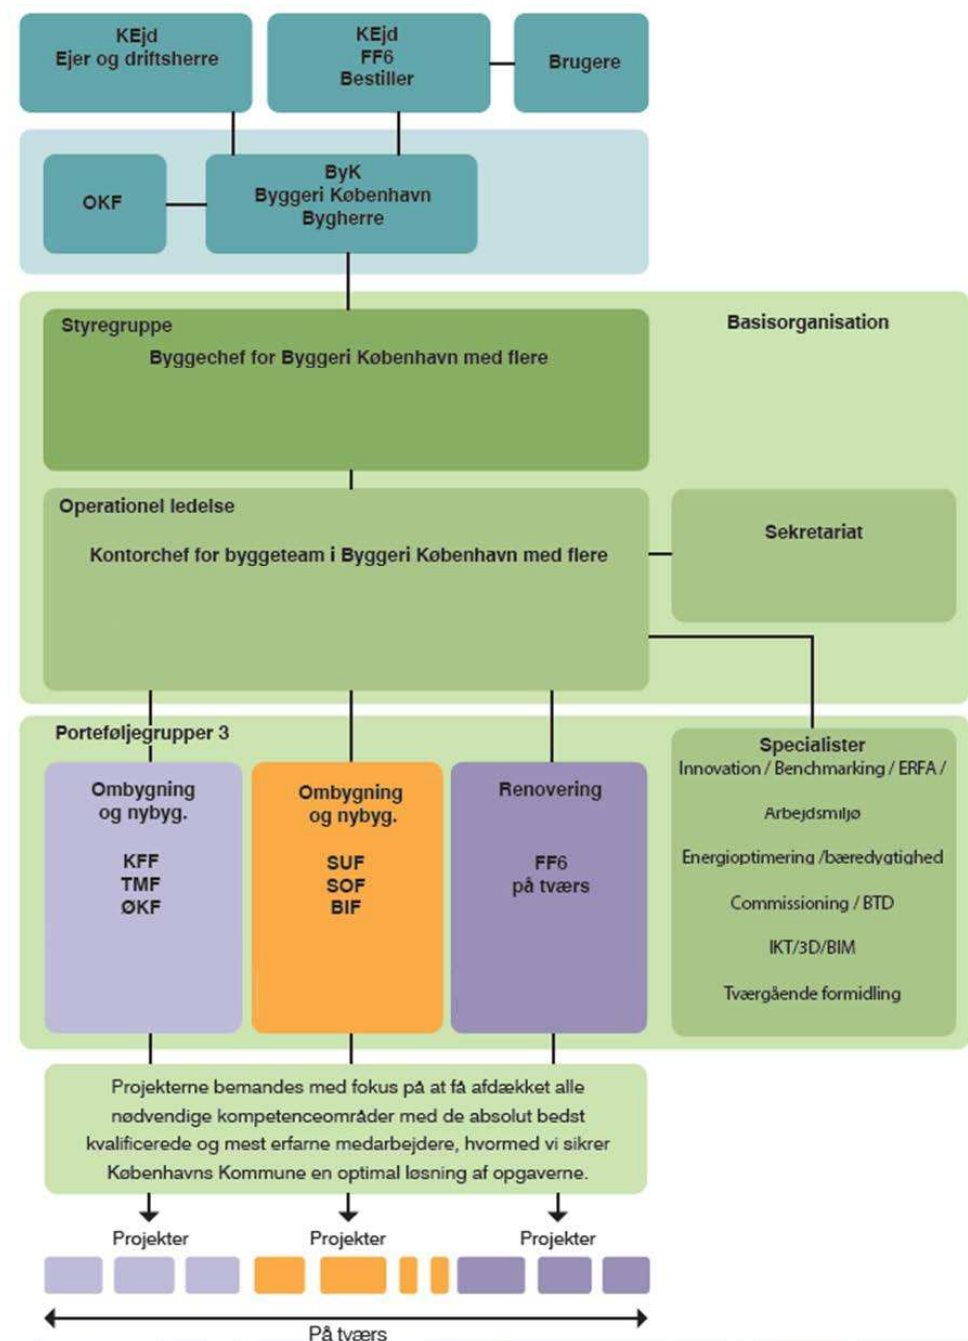 KEjd
Ejer og driftsherre
KEjd
FF6
Bestiller
Brugere
OKF
ByK
Byggeri København
Bygherre
Styregruppe
Byggechef for Byggeri København med flere
Basisorganisation
Operationel ledelse
Kontorchef for byggeteam i Byggeri København med flere
Sekretariat
Porteføljegrupper 3
Ombygning
og nybyg.
KFF
TMF
ØKF
Ombygning
og nybyg.
SUF
SOF
BIF
Renovering
FF6
på tværs
Specialister
Innovation / Benchmarking / ERFA /
Arbejdsmiljø
Energioptimering /bæredygtighed
Commissioning / BTD
IKT/3D/BIM
Tværgående formidling
Projekterne bemandes med fokus på at få afdækket alle
nødvendige kompetenceområder med de absolut bedst
kvalificerede og mest erfarne medarbejdere, hvormed vi sikrer
Københavns Kommune en optimal løsning af opgaverne.
Projekter
Projekter
Projekter
På tværs